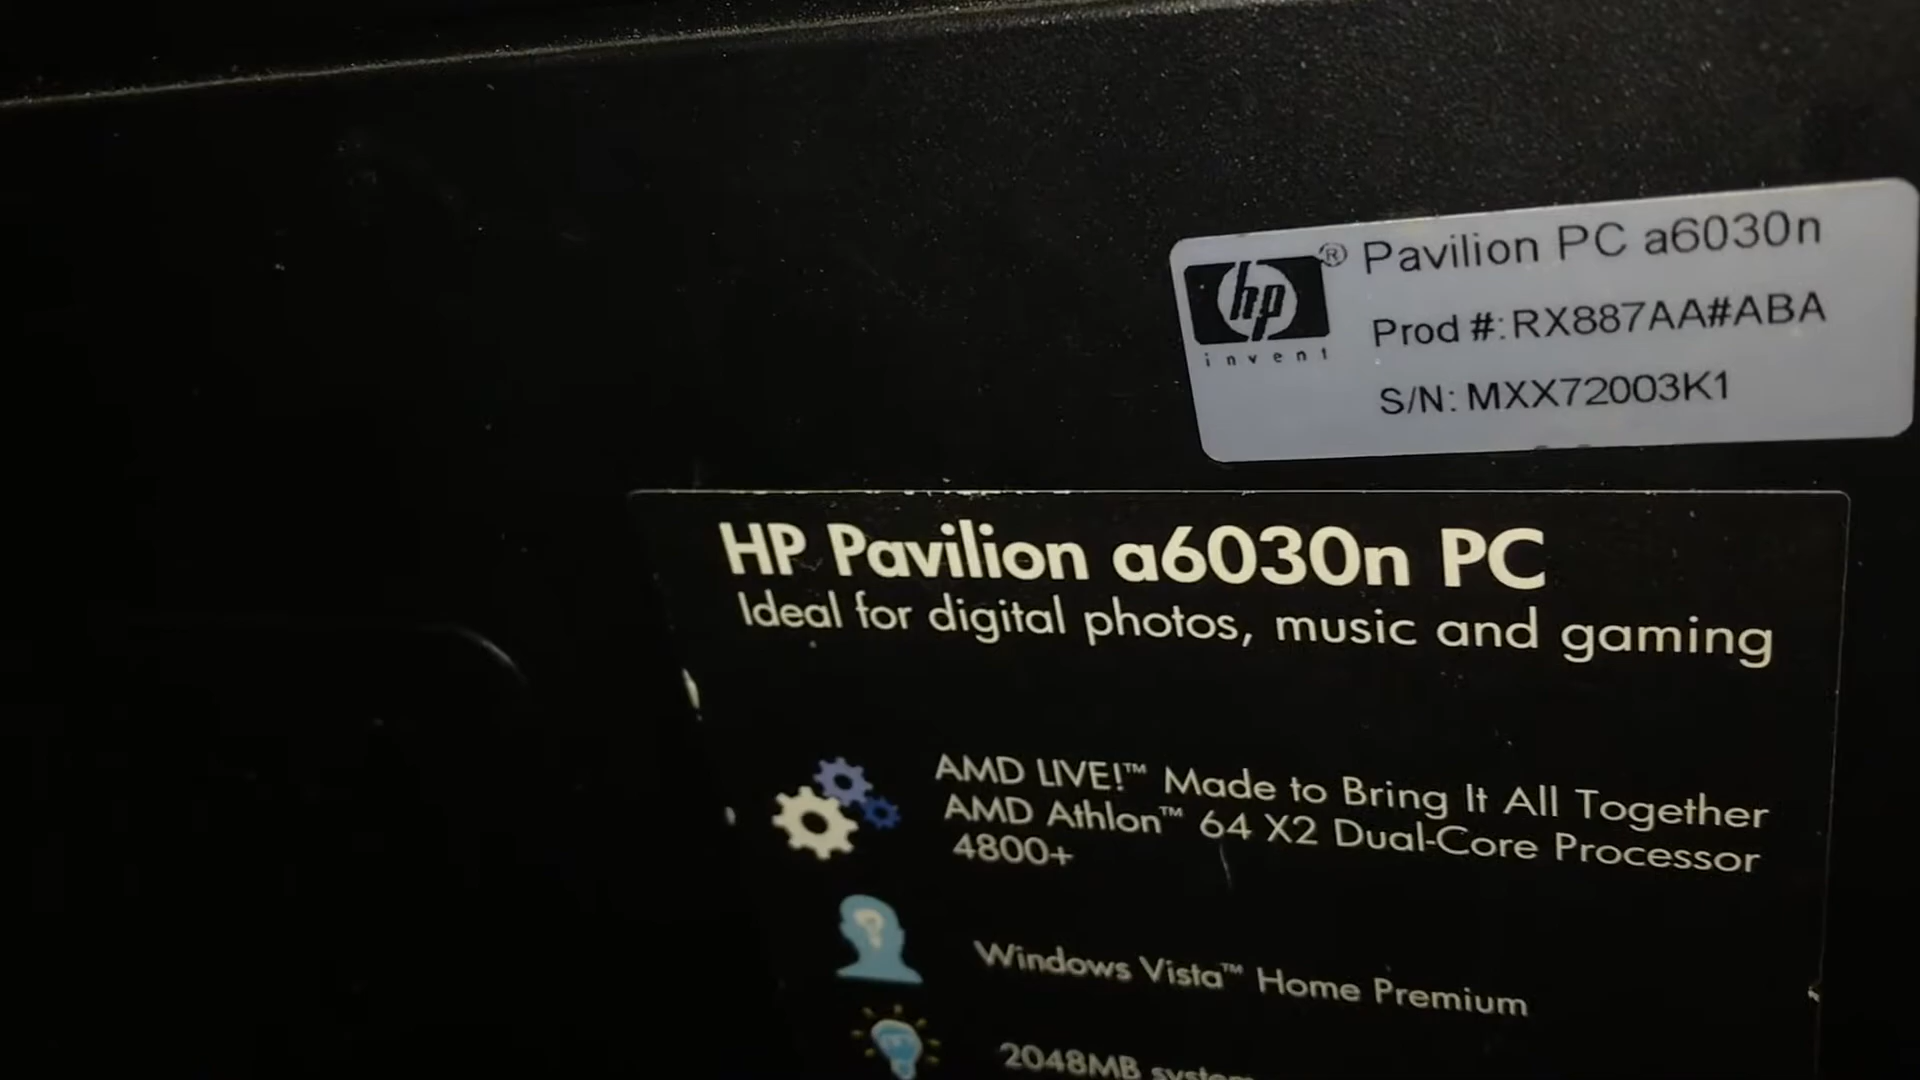 hp® Pavilion PC a6030n
invent
Prod #: RX887AA#ABA
S/N: MXX72003K1
HP Pavilion a6030n PC
Ideal for digital photos, music and gaming
AMD LIVE!™ Made to Bring It All Together
AMD Athlon™ 64 X2 Dual-Core Processor
4800+
Windows Vista™ Home Premium
2048MB